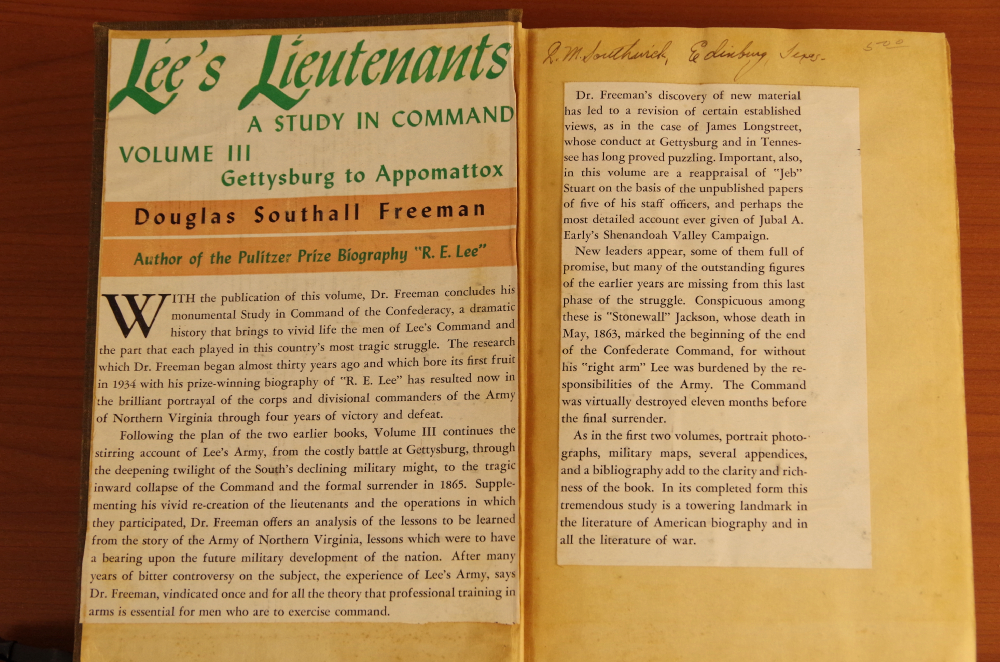 Lee's Lieutenants
A STUDY IN COMMAND
VOLUME III
Gettysburg to Appomattox
Douglas Southall Freeman
Author of the Pulitzer Prize Biography "R. E. Lee"
WITH the publication of this volume, Dr. Freeman concludes his
monumental Study in Command of the Confederacy, a dramatic
history that brings to vivid life the men of Lee's Command and
the part that each played in this country's most tragic struggle. The research
which Dr. Freeman began almost thirty years ago and which bore its first fruit
in 1934 with his prize-winning biography of "R. E. Lee" has resulted now in
the brilliant portrayal of the corps and divisional commanders of the Army
of Northern Virginia through four years of victory and defeat.
Following the plan of the two earlier books, Volume III continues the
stirring account of Lee's Army, from the costly battle at Gettysburg, through
the deepening twilight of the South's declining military might, to the tragic
inward collapse of the Command and the formal surrender in 1865. Supple-
menting his vivid re-creation of the lieutenants and the operations in which
they participated, Dr. Freeman offers an analysis of the lessons to be learned
from the story of the Army of Northern Virginia, lessons which were to have
a bearing upon the future military development of the nation. After many
years of bitter controversy on the subject, the experience of Lee's Army, says
Dr. Freeman, vindicated once and for all the theory that professional training in
arms is essential for men who are to exercise command.
R. M. Southwick, Edinburg Texas-
5.00
Dr. Freeman's discovery of new material
has led to a revision of certain established
views, as in the case of James Longstreet,
whose conduct at Gettysburg and in Tennes-
see has long proved puzzling. Important, also,
in this volume are a reappraisal of "Jeb"
Stuart on the basis of the unpublished papers
of five of his staff officers, and perhaps the
most detailed account ever given of Jubal A.
Early's Shenandoah Valley Campaign.
New leaders appear, some of them full of
promise, but many of the outstanding figures
of the earlier years are missing from this last
phase of the struggle. Conspicuous among
these is "Stonewall" Jackson, whose death in
May, 1863, marked the beginning of the end
of the Confederate Command, for without
his "right arm" Lee was burdened by the re-
sponsibilities of the Army. The Command
was virtually destroyed eleven months before
the final surrender.
As in the first two volumes, portrait photo-
graphs, military maps, several appendices,
and a bibliography add to the clarity and rich-
ness of the book. In its completed form this
tremendous study is a towering landmark in
the literature of American biography and in
all the literature of war.